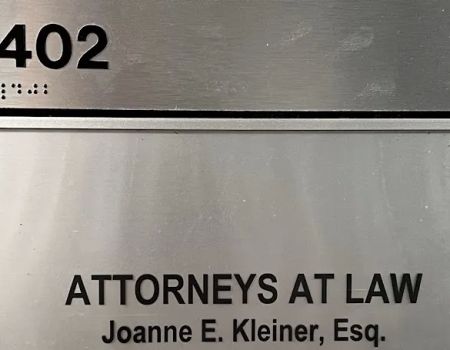 402
ATTORNEYS AT LAW
Joanne E. Kleiner, Esq.